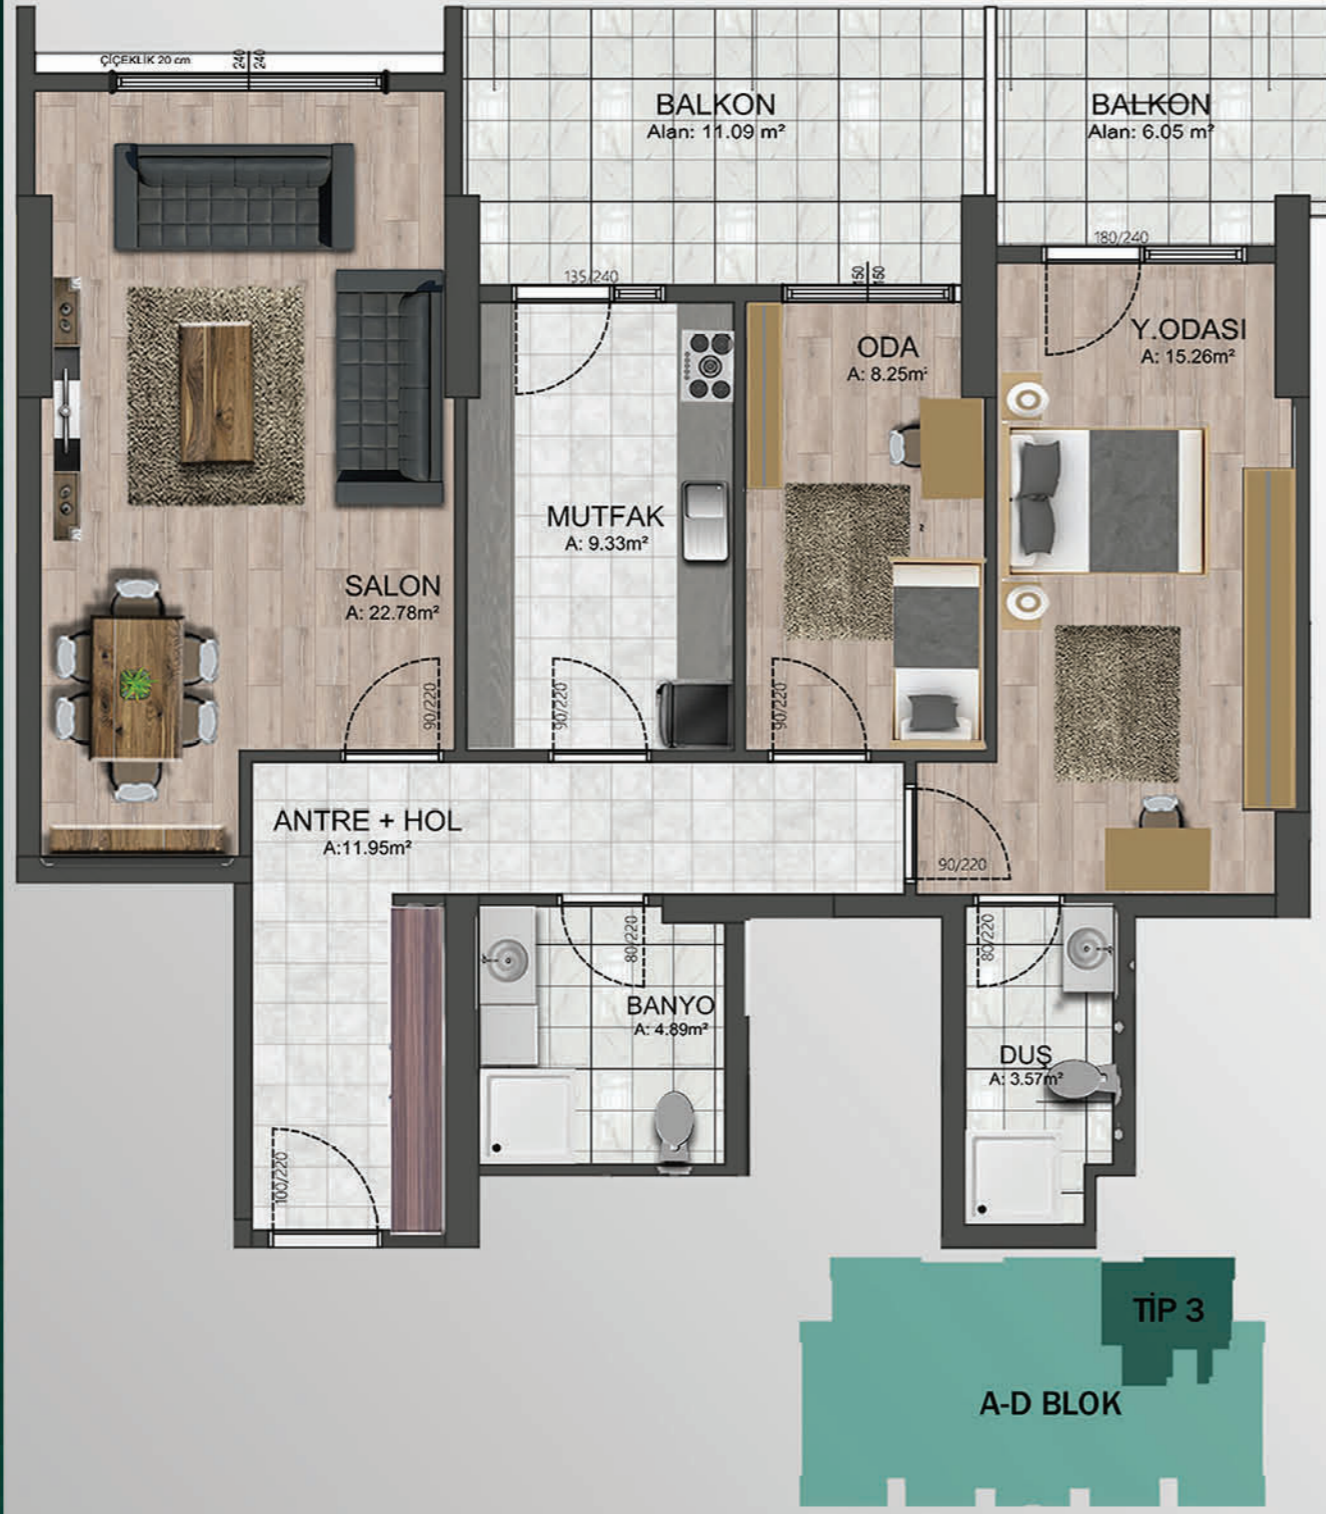 ÇİÇEKLİK 20 cm
240
240
BALKON
Alan: 11.09 m²
BALKON
Alan: 6.05 m²
180/240
135/240
150
150
ODA
A: 8.25m²
Y.ODASI
A: 15.26m²
MUTFAK
A: 9.33m²
SALON
A: 22.78m²
90/220
90/220
90/220
ANTRE + HOL
A:11.95m²
90/220
80/220
80/220
BANYO
A: 4.89m²
DUŞ
A: 3.57m²
100/220
TİP 3
A-D BLOK